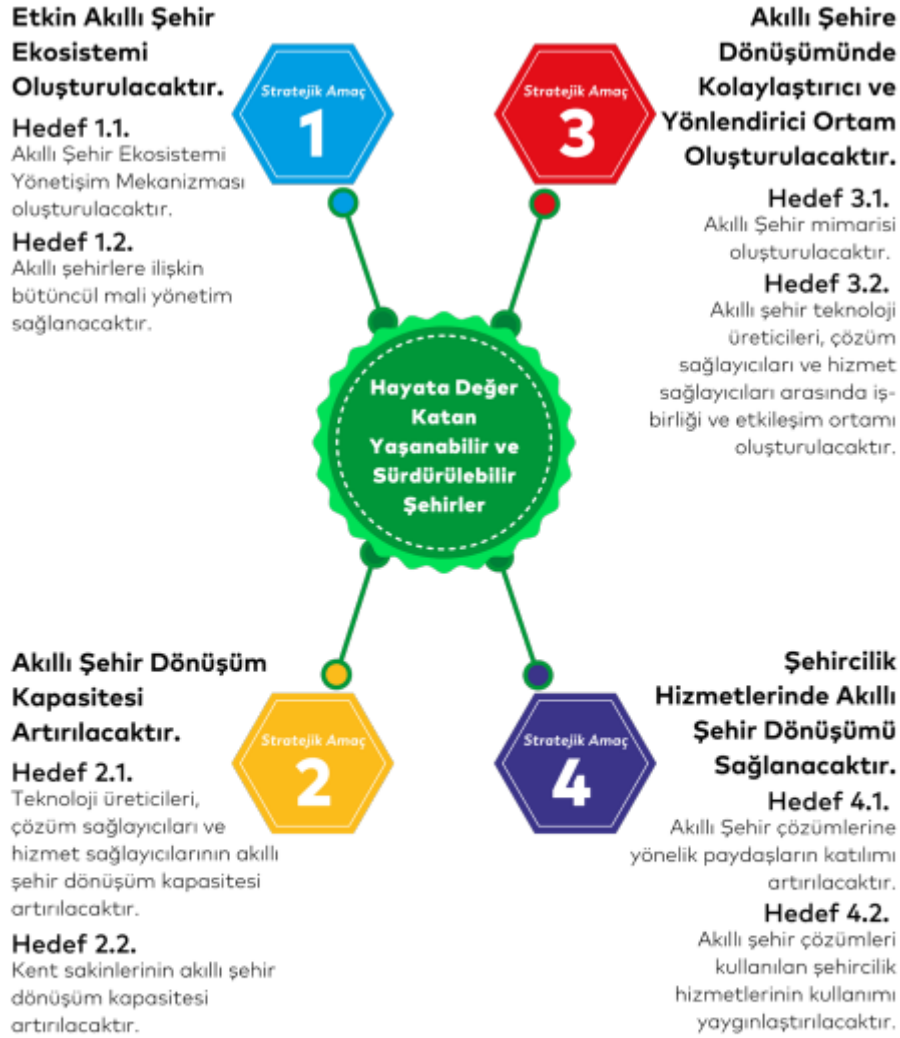 Etkin Akıllı Şehir
Ekosistemi
Oluşturulacaktır.
Hedef 1.1.
Akıllı Şehir Ekosistemi
Yönetişim Mekanizması
oluşturulacaktır.
Hedef 1.2.
Akıllı şehirlere ilişkin
bütüncül mali yönetim
sağlanacaktır.
Stratejik Amaç
1
Stratejik Amaç
3
Akıllı Şehire
Dönüşümünde
Kolaylaştırıcı ve
Yönlendirici Ortam
Oluşturulacaktır.
Hedef 3.1.
Akıllı Şehir mimarisi
oluşturulacaktır.
Hedef 3.2.
Akıllı şehir teknoloji
üreticileri, çözüm
sağlayıcıları ve hizmet
sağlayıcıları arasında iş-
birliği ve etkileşim ortamı
oluşturulacaktır.
Hayata Değer
Katan
Yaşanabilir ve
Sürdürülebilir
Şehirler
Akıllı Şehir Dönüşüm
Kapasitesi
Artırılacaktır.
Hedef 2.1.
Teknoloji üreticileri,
çözüm sağlayıcıları ve
hizmet sağlayıcılarının akıllı
şehir dönüşüm kapasitesi
artırılacaktır.
Hedef 2.2.
Kent sakinlerinin akıllı şehir
dönüşüm kapasitesi
artırılacaktır.
Stratejik Amaç
2
Stratejik Amaç
4
Şehircilik
Hizmetlerinde Akıllı
Şehir Dönüşümü
Sağlanacaktır.
Hedef 4.1.
Akıllı Şehir çözümlerine
yönelik paydaşların katılımı
artırılacaktır.
Hedef 4.2.
Akıllı şehir çözümleri
kullanılan şehircilik
hizmetlerinin kullanımı
yaygınlaştırılacaktır.